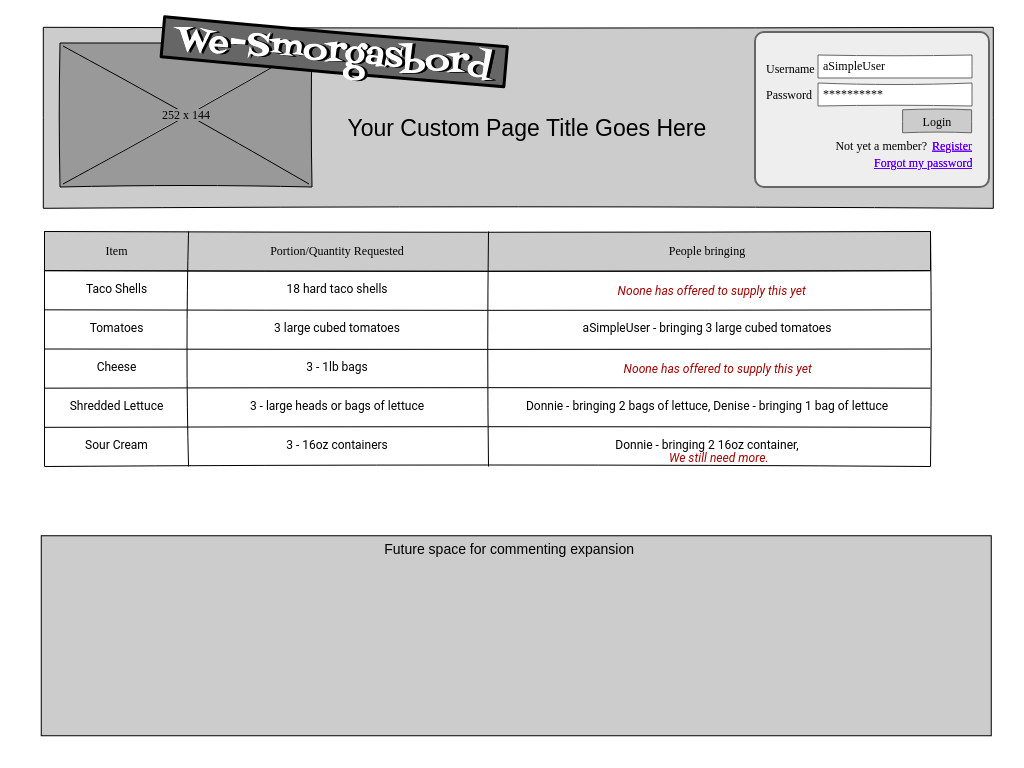 We-Smorgasbord
252 x 144
Your Custom Page Title Goes Here
Username aSimpleUser
Password **********
Login
Not yet a member? Register
Forgot my password
Item Portion/Quantity Requested People bringing
Taco Shells 18 hard taco shells Noone has offered to supply this yet
Tomatoes 3 large cubed tomatoes aSimpleUser - bringing 3 large cubed tomatoes
Cheese 3 - 1lb bags Noone has offered to supply this yet
Shredded Lettuce 3 - large heads or bags of lettuce Donnie - bringing 2 bags of lettuce, Denise - bringing 1 bag of lettuce
Sour Cream 3 - 16oz containers Donnie - bringing 2 16oz container,
We still need more.
Future space for commenting expansion